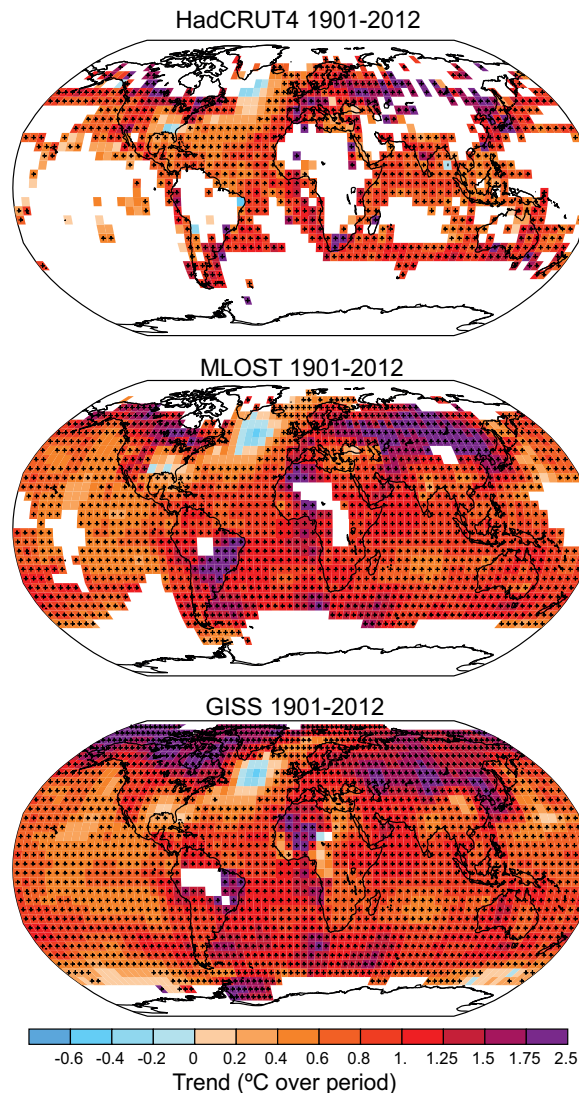 HadCRUT4 1901-2012
MLOST 1901-2012
GISS 1901-2012
-0.6 -0.4 -0.2 0 0.2 0.4 0.6 0.8 1. 1.25 1.5 1.75 2.5
Trend (ºC over period)